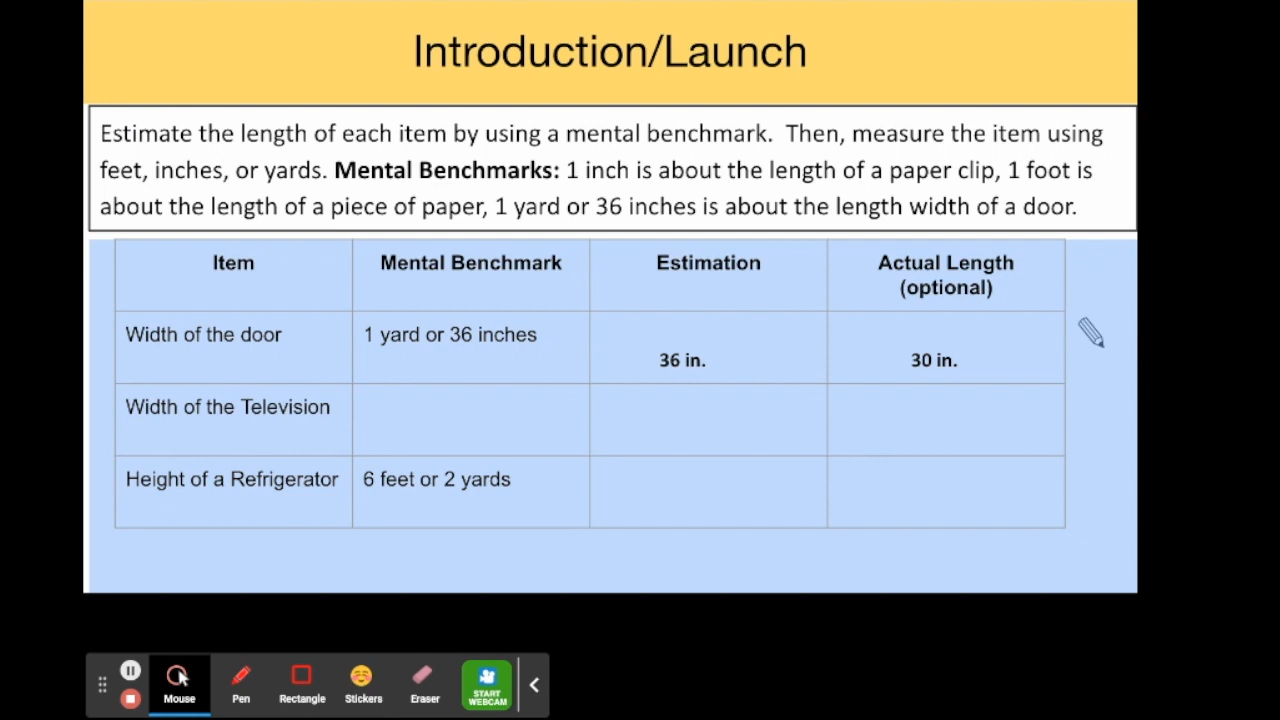 Introduction/Launch
Estimate the length of each item by using a mental benchmark. Then, measure the item using
feet, inches, or yards. Mental Benchmarks: 1 inch is about the length of a paper clip, 1 foot is
about the length of a piece of paper, 1 yard or 36 inches is about the length width of a door.
Item Mental Benchmark Estimation Actual Length
(optional)
Width of the door 1 yard or 36 inches
36 in. 30 in.
Width of the Television
Height of a Refrigerator 6 feet or 2 yards
Mouse Pen Rectangle Stickers Eraser START
WEBCAM